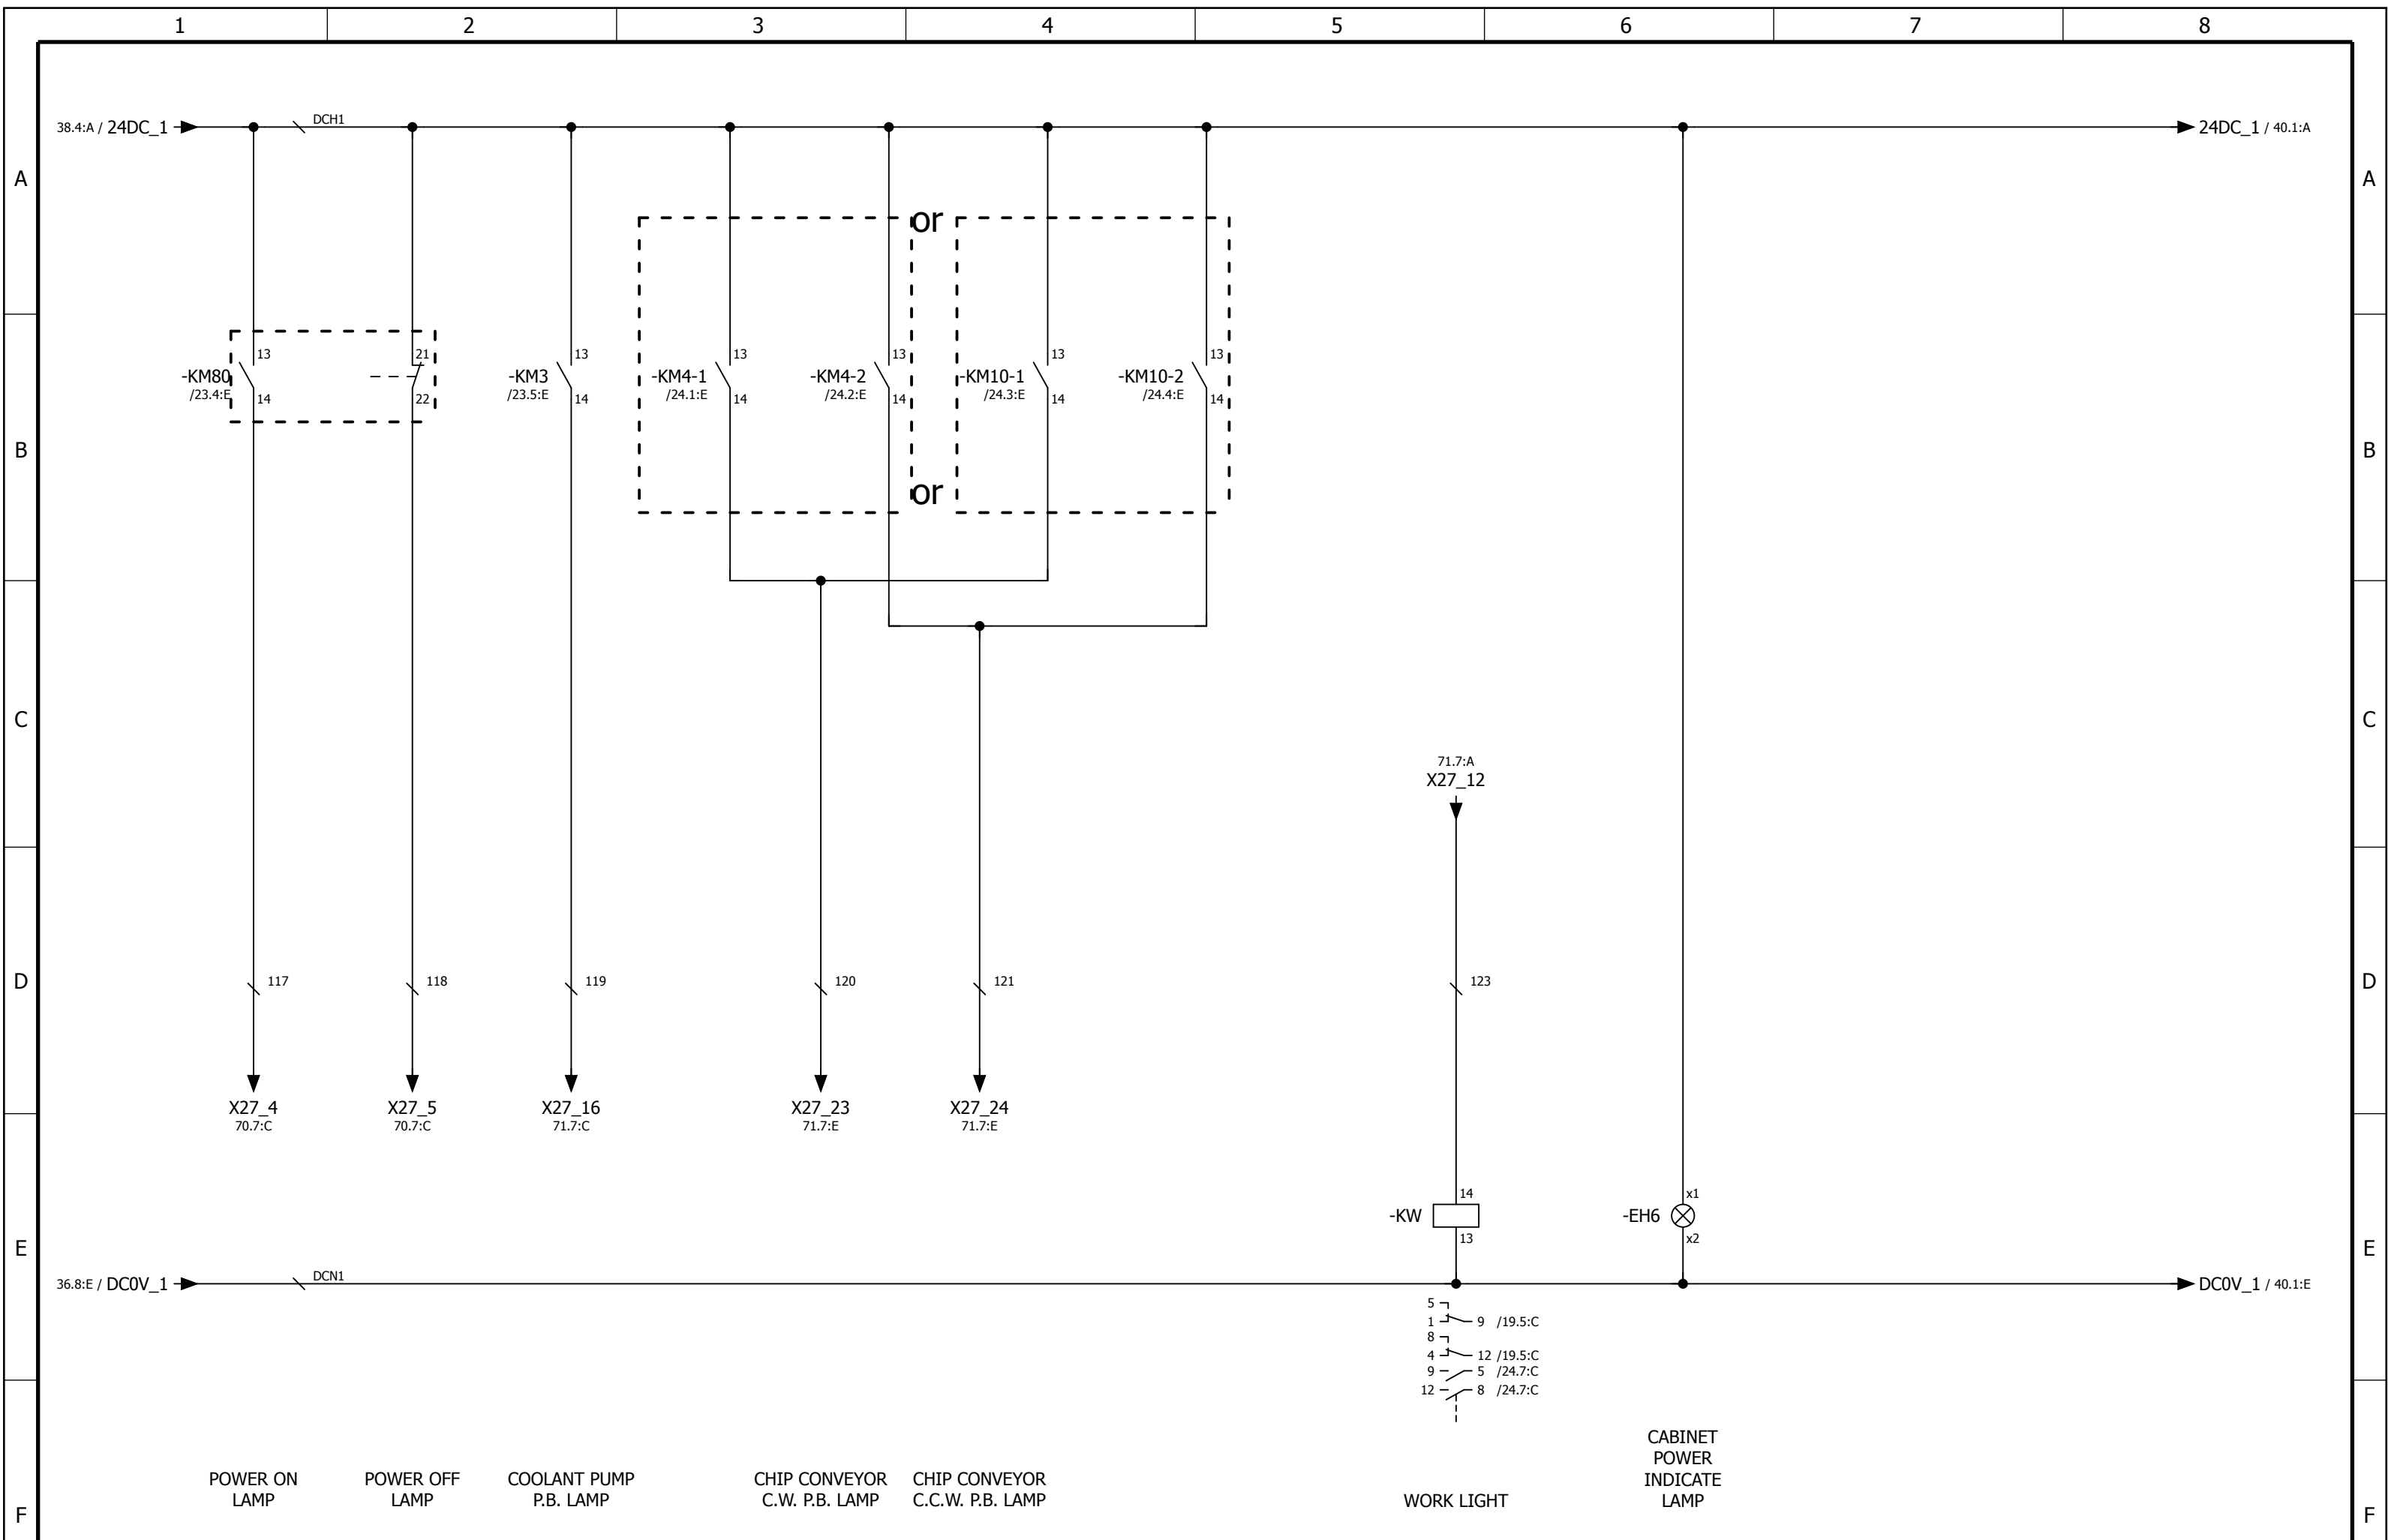 1 2 3 4 5 6 7 8
38.4:A / 24DC_1 DCH1 24DC_1 / 40.1:A
A A
or
13 21 13 13 13 13 13
-KM80 -KM3 -KM4-1 -KM4-2 -KM10-1 -KM10-2
/23.4:E /23.5:E /24.1:E /24.2:E /24.3:E /24.4:E
14 22 14 14 14 14 14
B B
or
C C
71.7:A
X27_12
D 117 118 119 120 121 123 D
X27_4 X27_5 X27_16 X27_23 X27_24
70.7:C 70.7:C 71.7:C 71.7:E 71.7:E
14 x1
-KW -EH6
13 x2
E E
36.8:E / DC0V_1 DCN1 DC0V_1 / 40.1:E
5
1 9 /19.5:C
8
4 12 /19.5:C
9 5 /24.7:C
12 8 /24.7:C
POWER ON
LAMP
POWER OFF
LAMP
COOLANT PUMP
P.B. LAMP
CHIP CONVEYOR
C.W. P.B. LAMP
CHIP CONVEYOR
C.C.W. P.B. LAMP
WORK LIGHT
CABINET
POWER
INDICATE
LAMP
F F